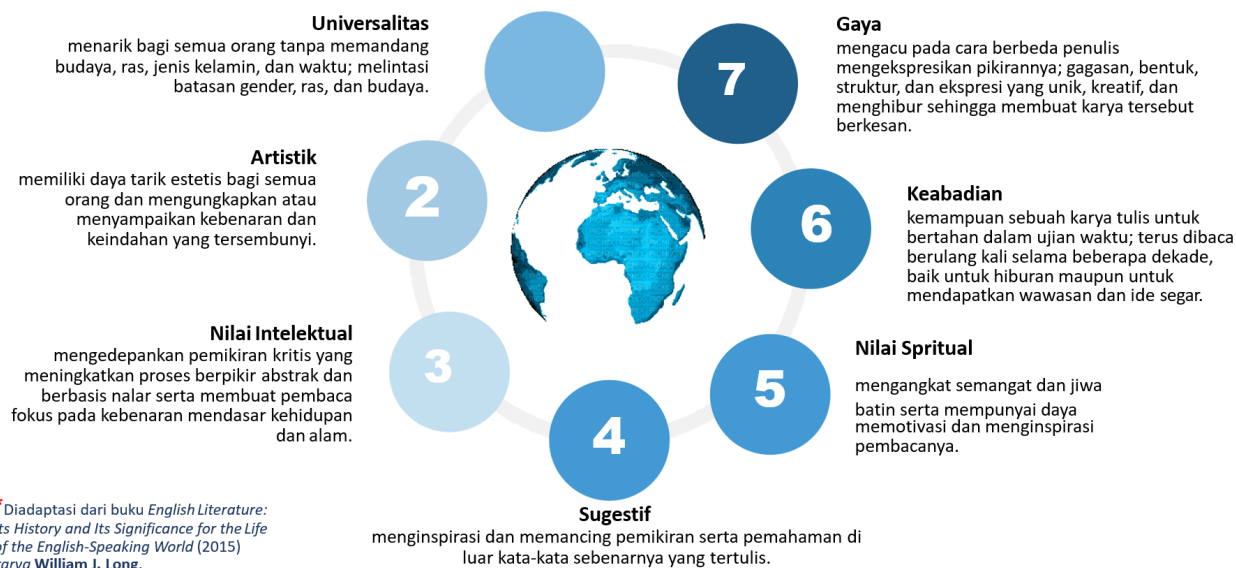 Universalitas
menarik bagi semua orang tanpa memandang
budaya, ras, jenis kelamin, dan waktu; melintasi
batasan gender, ras, dan budaya.
2
Artistik
memiliki daya tarik estetis bagi semua
orang dan mengungkapkan atau
menyampaikan kebenaran dan
keindahan yang tersembunyi.
3
Nilai Intelektual
mengedepankan pemikiran kritis yang
meningkatkan proses berpikir abstrak dan
berbasis nalar serta membuat pembaca
fokus pada kebenaran mendasar kehidupan
dan alam.
4
Sugestif
menginspirasi dan memancing pemikiran serta pemahaman di
luar kata-kata sebenarnya yang tertulis.
5
Nilai Spritual
mengangkat semangat dan jiwa
batin serta mempunyai daya
memotivasi dan menginspirasi
pembacanya.
6
Keabadian
kemampuan sebuah karya tulis untuk
bertahan dalam ujian waktu; terus dibaca
berulang kali selama beberapa dekade,
baik untuk hiburan maupun untuk
mendapatkan wawasan dan ide segar.
7
Gaya
mengacu pada cara berbeda penulis
mengekspresikan pikirannya; gagasan, bentuk,
struktur, dan ekspresi yang unik, kreatif, dan
menghibur sehingga membuat karya tersebut
berkesan.
Diadaptasi dari buku English Literature:
Its History and Its Significance for the Life
of the English-Speaking World (2015)
karya William J. Long.